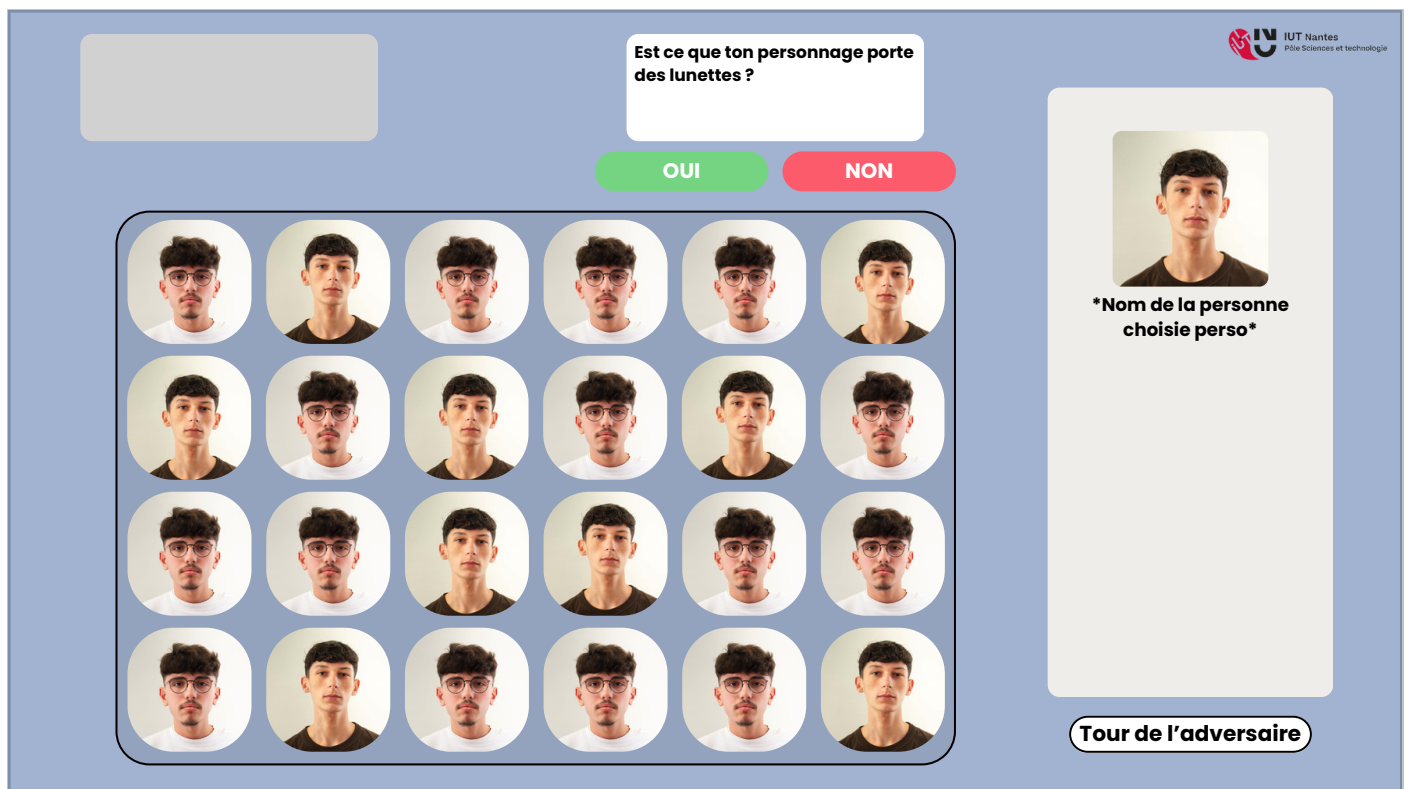 Est ce que ton personnage porte
des lunettes ?
IUT Nantes
Pôle Sciences et technologie
OUI
NON
*Nom de la personne
choisie perso*
Tour de l’adversaire